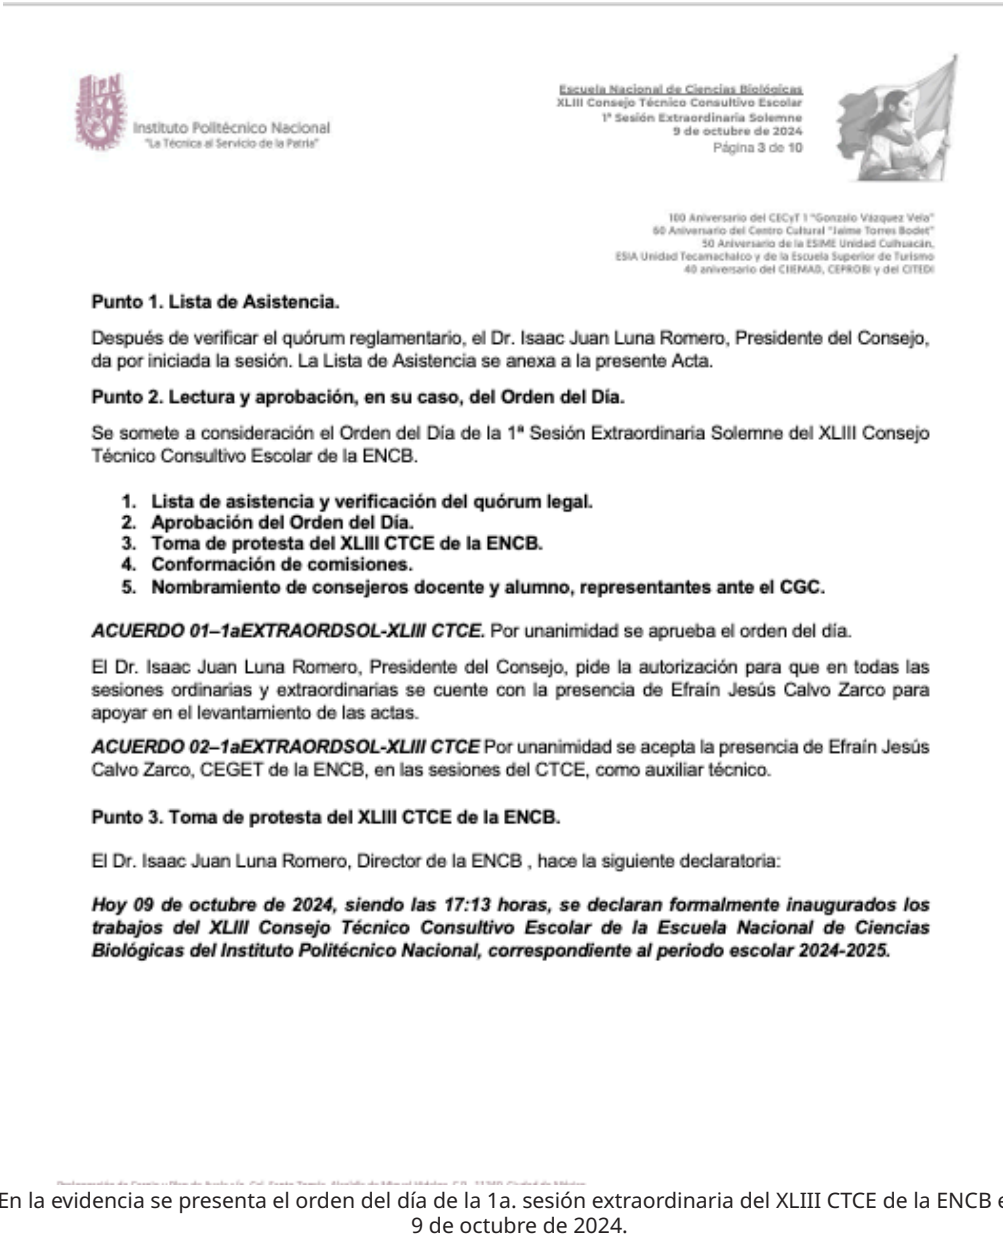 IPN
Instituto Politécnico Nacional
"La Técnica al Servicio de la Patria"
Escuela Nacional de Ciencias Biológicas
XLIII Consejo Técnico Consultivo Escolar
1ª Sesión Extraordinaria Solemne
9 de octubre de 2024
Página 3 de 10
100 Aniversario del CECyT 1 "Gonzalo Vázquez Vela"
60 Aniversario del Centro Cultural "Jaime Torres Bodet"
50 Aniversario de la ESIME Unidad Culhuacán,
ESIA Unidad Tecamachalco y de la Escuela Superior de Turismo
40 aniversario del CIIEMAD, CEPROBI y del CITEDI
Punto 1. Lista de Asistencia.
Después de verificar el quórum reglamentario, el Dr. Isaac Juan Luna Romero, Presidente del Consejo,
da por iniciada la sesión. La Lista de Asistencia se anexa a la presente Acta.
Punto 2. Lectura y aprobación, en su caso, del Orden del Día.
Se somete a consideración el Orden del Día de la 1ª Sesión Extraordinaria Solemne del XLIII Consejo
Técnico Consultivo Escolar de la ENCB.
1. Lista de asistencia y verificación del quórum legal.
2. Aprobación del Orden del Día.
3. Toma de protesta del XLIII CTCE de la ENCB.
4. Conformación de comisiones.
5. Nombramiento de consejeros docente y alumno, representantes ante el CGC.
ACUERDO 01–1aEXTRAORDSOL-XLIII CTCE. Por unanimidad se aprueba el orden del día.
El Dr. Isaac Juan Luna Romero, Presidente del Consejo, pide la autorización para que en todas las
sesiones ordinarias y extraordinarias se cuente con la presencia de Efraín Jesús Calvo Zarco para
apoyar en el levantamiento de las actas.
ACUERDO 02–1aEXTRAORDSOL-XLIII CTCE Por unanimidad se acepta la presencia de Efraín Jesús
Calvo Zarco, CEGET de la ENCB, en las sesiones del CTCE, como auxiliar técnico.
Punto 3. Toma de protesta del XLIII CTCE de la ENCB.
El Dr. Isaac Juan Luna Romero, Director de la ENCB , hace la siguiente declaratoria:
Hoy 09 de octubre de 2024, siendo las 17:13 horas, se declaran formalmente inaugurados los
trabajos del XLIII Consejo Técnico Consultivo Escolar de la Escuela Nacional de Ciencias
Biológicas del Instituto Politécnico Nacional, correspondiente al periodo escolar 2024-2025.
En la evidencia se presenta el orden del día de la 1a. sesión extraordinaria del XLIII CTCE de la ENCB e
9 de octubre de 2024.